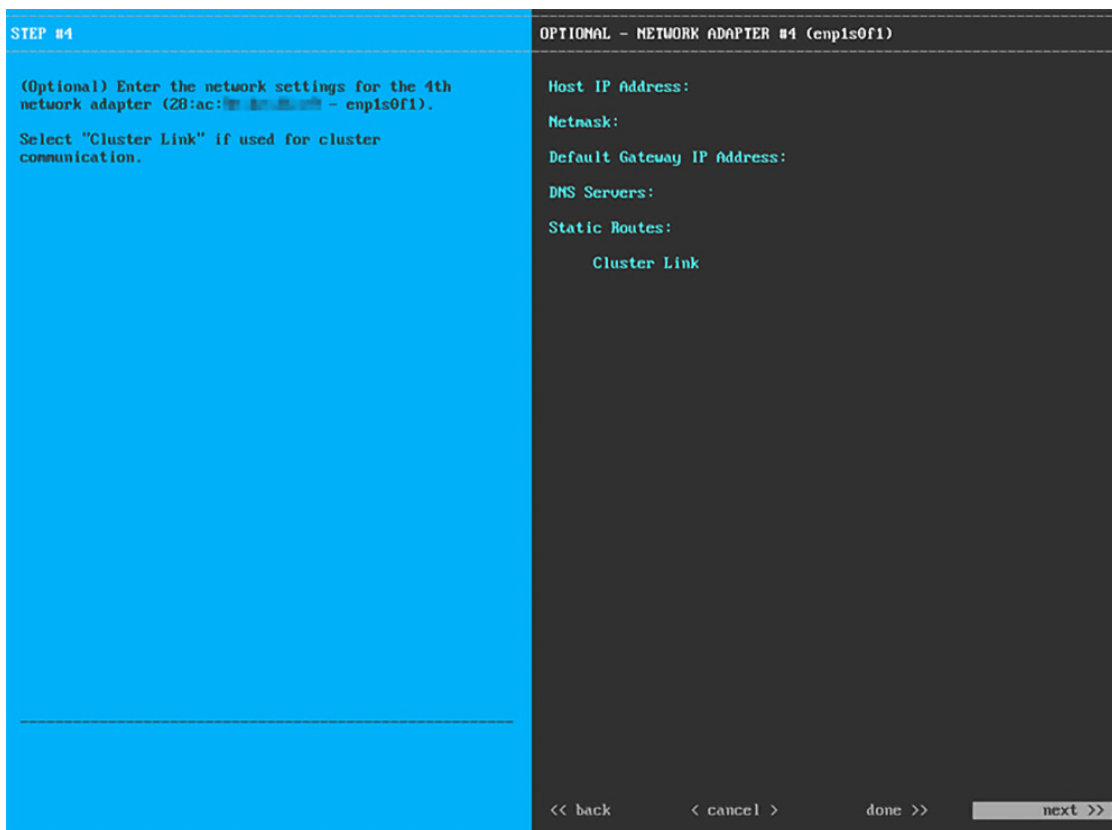 STEP #4
(Optional) Enter the network settings for the 4th
network adapter (28:ac: - enp1s0f1).
Select "Cluster Link" if used for cluster
communication.
OPTIONAL - NETWORK ADAPTER #4 (enp1s0f1)
Host IP Address:
Netmask:
Default Gateway IP Address:
DNS Servers:
Static Routes:
Cluster Link
<< back < cancel > done >> next >>